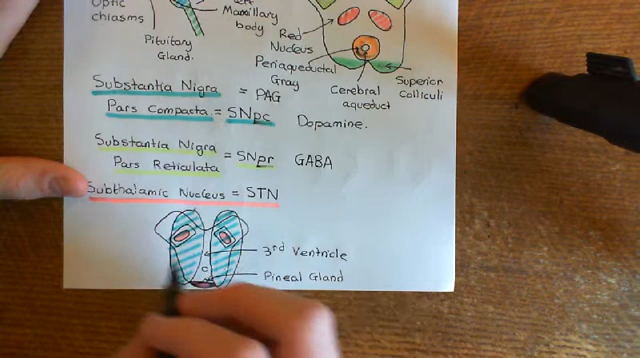 Optic
chiasms
Mamillary
body
Pituitary
Gland.
Red
Nucleus
Periaqueductal
Gray
Cerebral
aqueduct
Superior
Colliculi
Substantia Nigra = PAG
Pars Compacta = SNpc Dopamine.
Substantia Nigra
Pars Reticulata = SNpr GABA
Subthalamic Nucleus = STN
3rd Ventricle
Pineal Gland